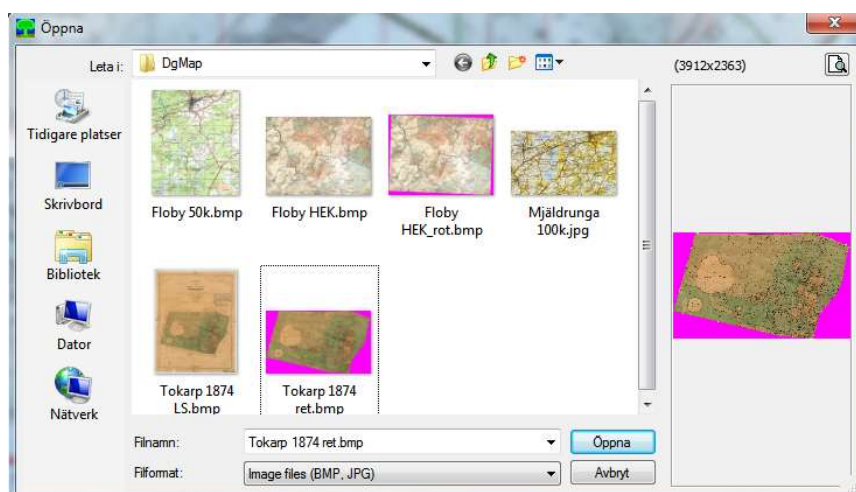 Öppna
Leta i:
DgMap
(3912x2363)
Tidigare platser
Skrivbord
Bibliotek
Dator
Nätverk
Floby 50k.bmp
Floby HEK.bmp
Floby
HEK_rot.bmp
Mjäldrunga
100k.jpg
Tokarp 1874
LS.bmp
Tokarp 1874
ret.bmp
Filnamn:
Tokarp 1874 ret.bmp
Öppna
Filformat:
Image files (BMP, JPG)
Avbryt